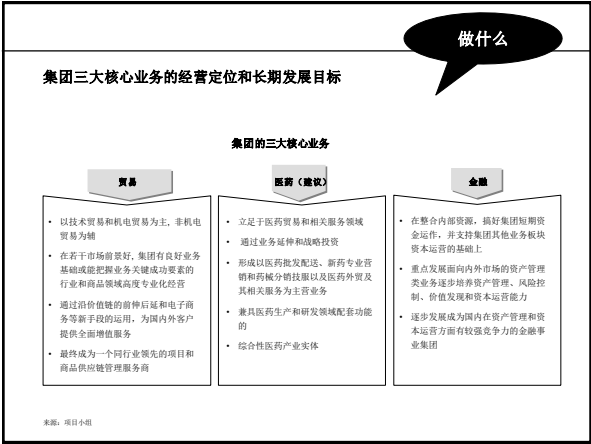 做什么
集团三大核心业务的经营定位和长期发展目标
集团的三大核心业务
贸易
• 以技术贸易和机电贸易为主, 非机电
贸易为辅
• 在若干市场前景好, 集团有良好业务
基础或能把握业务关键成功要素的
行业和商品领域高度专业化经营
• 通过沿价值链的前伸后延和电子商
务等新手段的运用，为国内外客户
提供全面增值服务
• 最终成为一个同行业领先的项目和
商品供应链管理服务商
医药（建议）
• 立足于医药贸易和相关服务领域
• 通过业务延伸和战略投资
• 形成以医药批发配送、新药专业营
销和药械分销技服以及医药外贸及
其相关服务为主营业务
• 兼具医药生产和研发领域配套功能
的
• 综合性医药产业实体
金融
• 在整合内部资源，搞好集团短期资
金运作，并支持集团其他业务板块
资本运营的基础上
• 重点发展面向内外市场的资产管理
类业务逐步培养资产管理、风险控
制、价值发现和资本运营能力
• 逐步发展成为国内在资产管理和资
本运营方面有较强竞争力的金融事
业集团
来源：项目小组